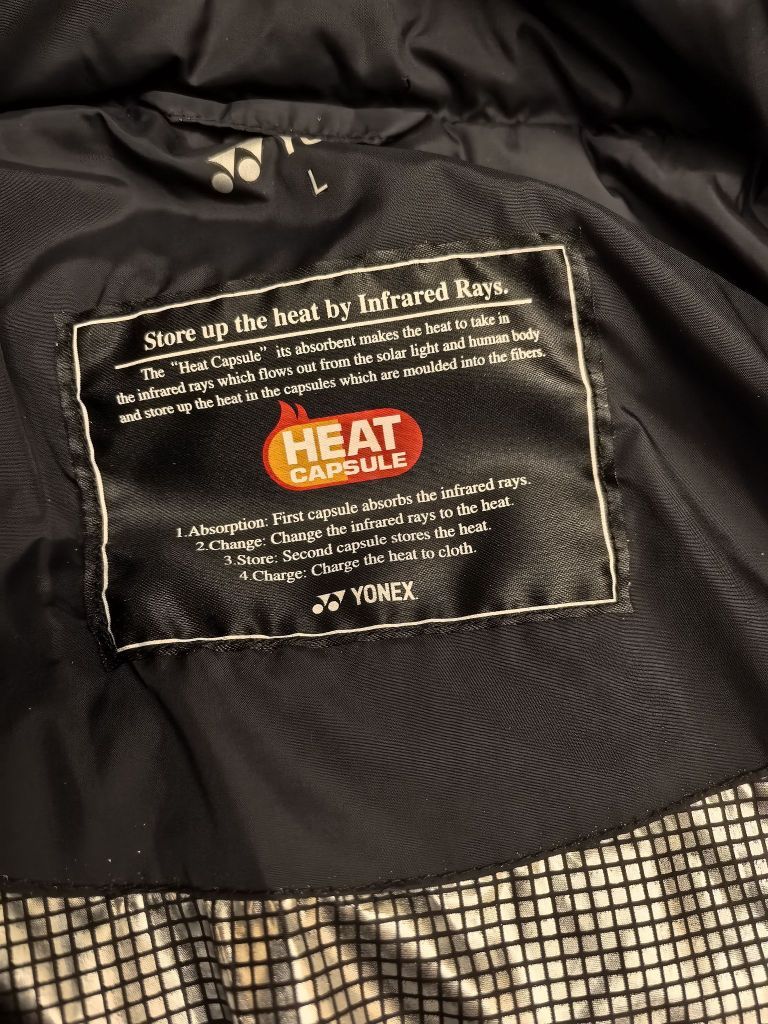 L
Store up the heat by Infrared Rays.
The “Heat Capsule” its absorbent makes the heat to take in
the infrared rays which flows out from the solar light and human body
and store up the heat in the capsules which are moulded into the fibers.
HEAT
CAPSULE
1.Absorption: First capsule absorbs the infrared rays.
2.Change: Change the infrared rays to the heat.
3.Store: Second capsule stores the heat.
4.Charge: Charge the heat to cloth.
YONEX